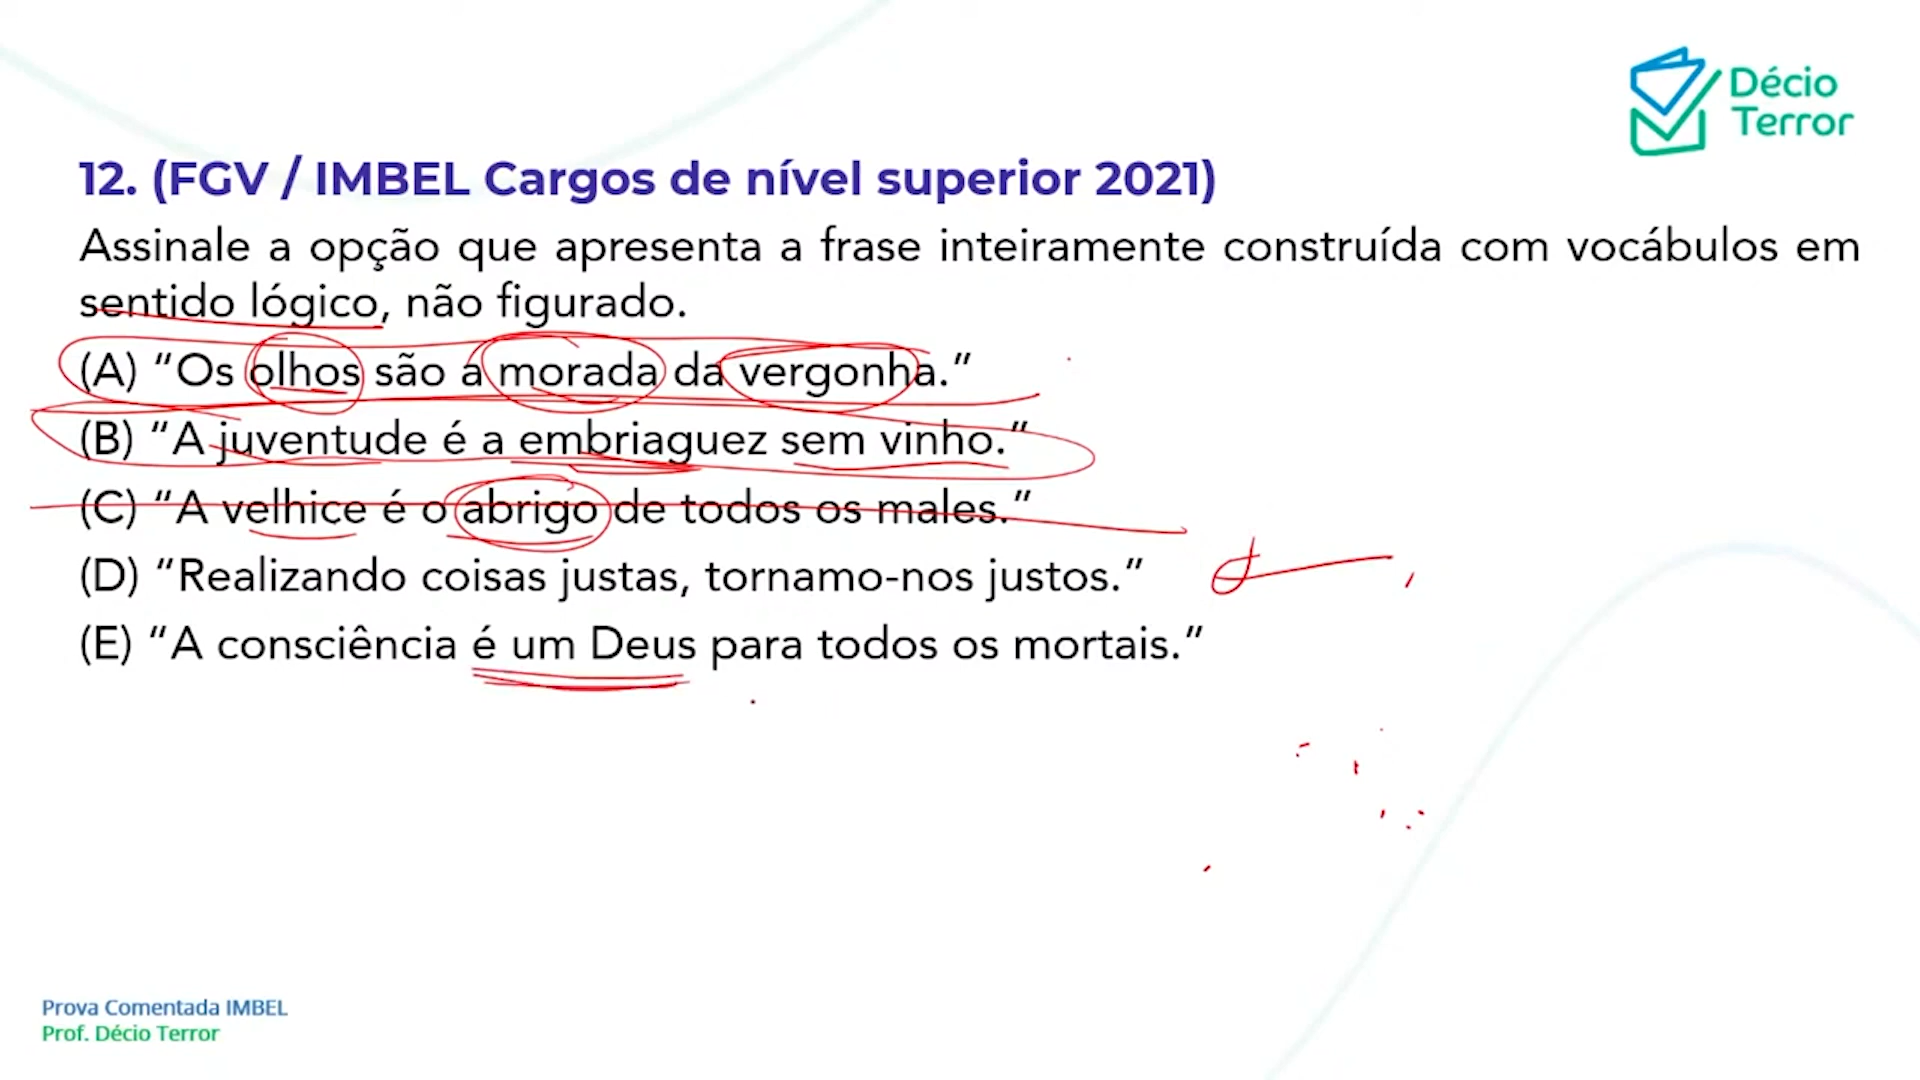 Décio
Terror
12. (FGV / IMBEL Cargos de nível superior 2021)
Assinale a opção que apresenta a frase inteiramente construída com vocábulos em
sentido lógico, não figurado.
(A) “Os olhos são a morada da vergonha.”
(B) “A juventude é a embriaguez sem vinho.”
(C) “A velhice é o abrigo de todos os males.”
(D) “Realizando coisas justas, tornamo-nos justos.”
(E) “A consciência é um Deus para todos os mortais.”
Prova Comentada IMBEL
Prof. Décio Terror